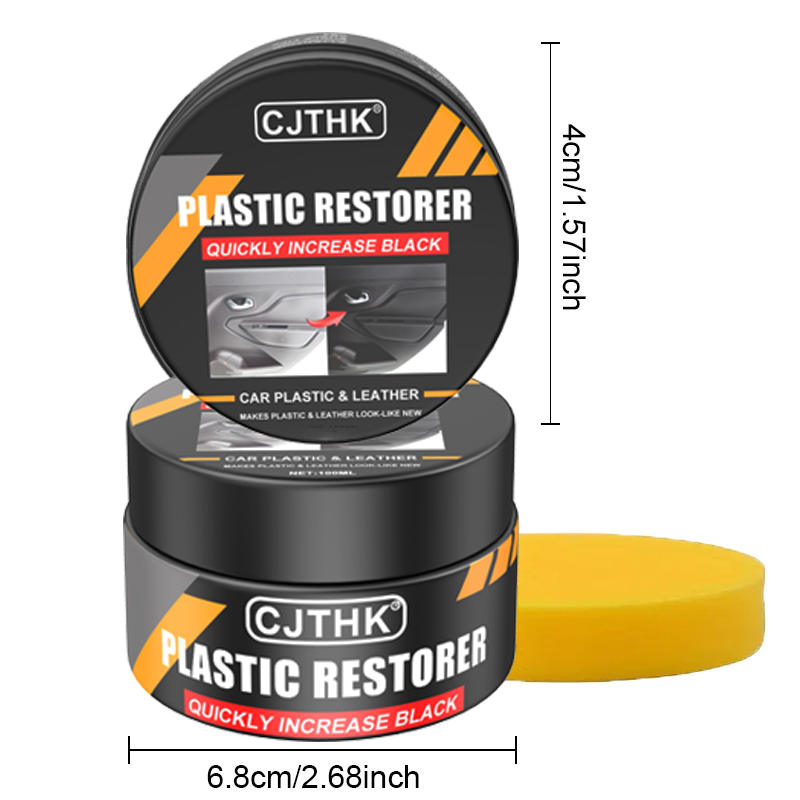 CJTHK®
PLASTIC RESTORER
QUICKLY INCREASE BLACK
CAR PLASTIC & LEATHER
MAKES PLASTIC & LEATHER LOOK-LIKE NEW
4cm/1.57inch
CAR PLASTIC & LEATHER
MAKES PLASTIC & LEATHER LOOK-LIKE NEW
NET:100ML
CJTHK®
PLASTIC RESTORER
QUICKLY INCREASE BLACK
6.8cm/2.68inch